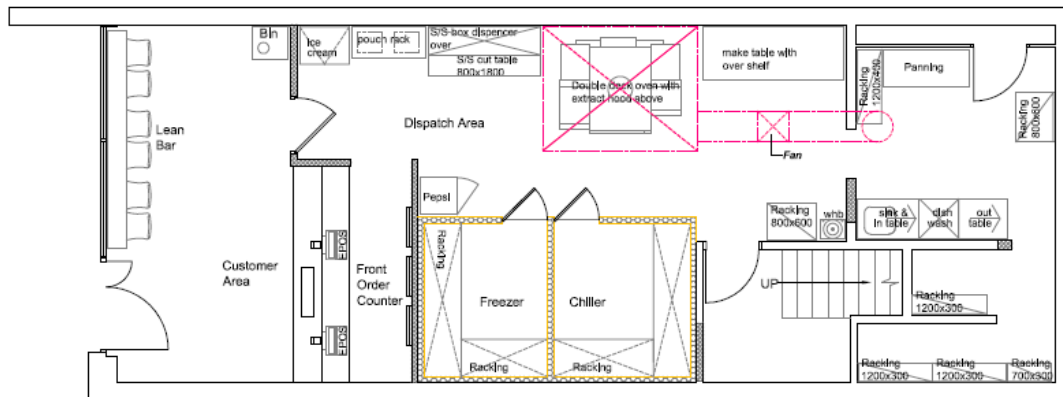 Bin
Ice
cream
pouch rack
S/S box dispenser
over
S/S cut table
800x1800
Double deck oven with
extract hood above
make table with
over shelf
Racking
1200x400
Panning
Racking
800x600
Lean
Bar
Dispatch Area
Fan
Pepsi
Racking
800x600
whb
sink &
in table
dish
wash
out
table
Customer
Area
EPOS
EPOS
Front
Order
Counter
Racking
Freezer
Racking
Chiller
Racking
UP
Racking
1200x300
Racking
1200x300
Racking
1200x300
Racking
700x300